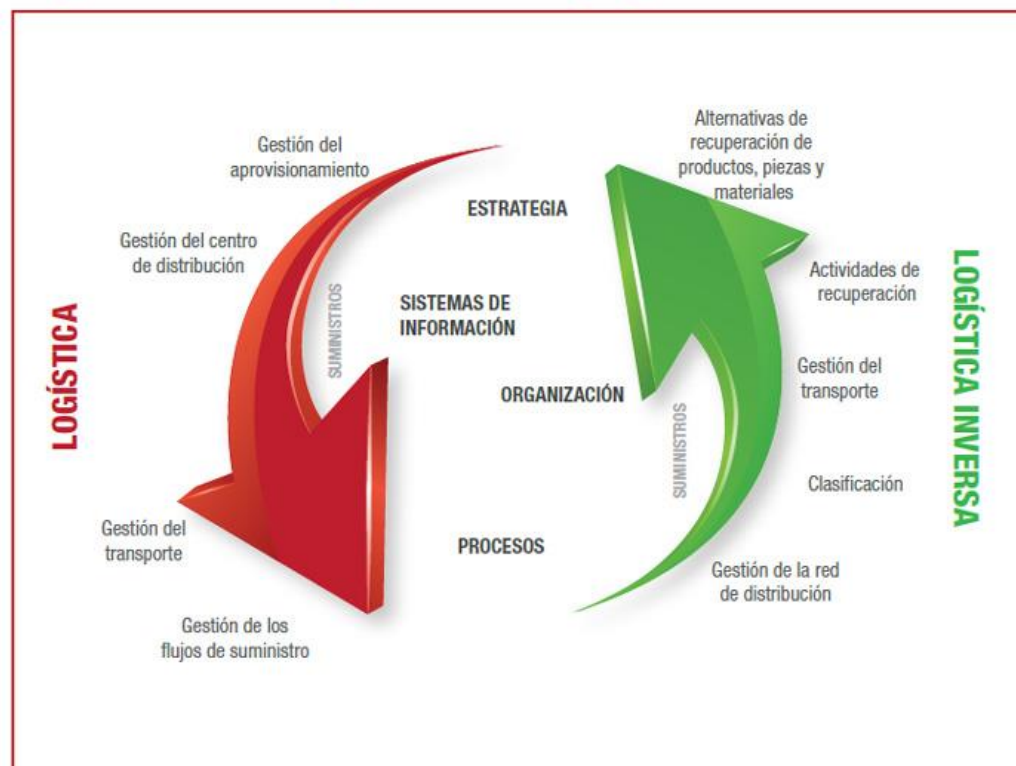 LOGÍSTICA
Gestión del
aprovisionamiento
Gestión del centro
de distribución
SUMINISTROS
Gestión del
transporte
Gestión de los
flujos de suministro
ESTRATEGIA
SISTEMAS DE
INFORMACIÓN
ORGANIZACIÓN
PROCESOS
Alternativas de
recuperación de
productos, piezas y
materiales
Actividades de
recuperación
Gestión del
transporte
SUMINISTROS
Clasificación
Gestión de la red
de distribución
LOGÍSTICA INVERSA